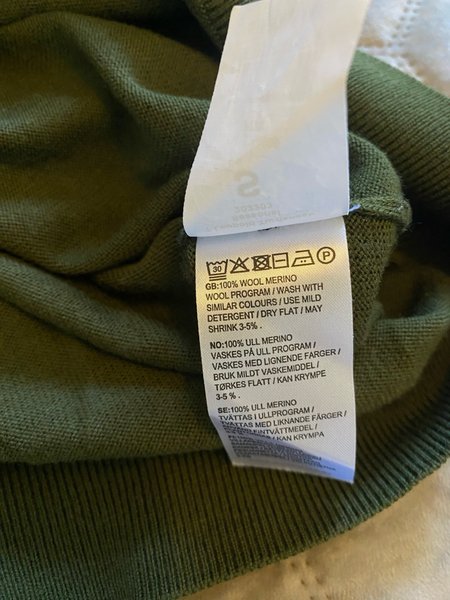 30 P
GB:100% WOOL MERINO
WOOL PROGRAM / WASH WITH
SIMILAR COLOURS / USE MILD
DETERGENT / DRY FLAT / MAY
SHRINK 3-5% .
NO:100% ULL MERINO
VASKES PÅ ULL PROGRAM /
VASKES MED LIGNENDE FARGER /
BRUK MILDT VASKEMIDDEL /
TØRKES FLATT / KAN KRYMPE
3-5% .
SE:100% ULL MERINO
TVÄTTAS I ULLPROGRAM /
TVÄTTAS MED LIKNANDE FÄRGER /
FINTVÄTTMEDEL /
/ KAN KRYMPA